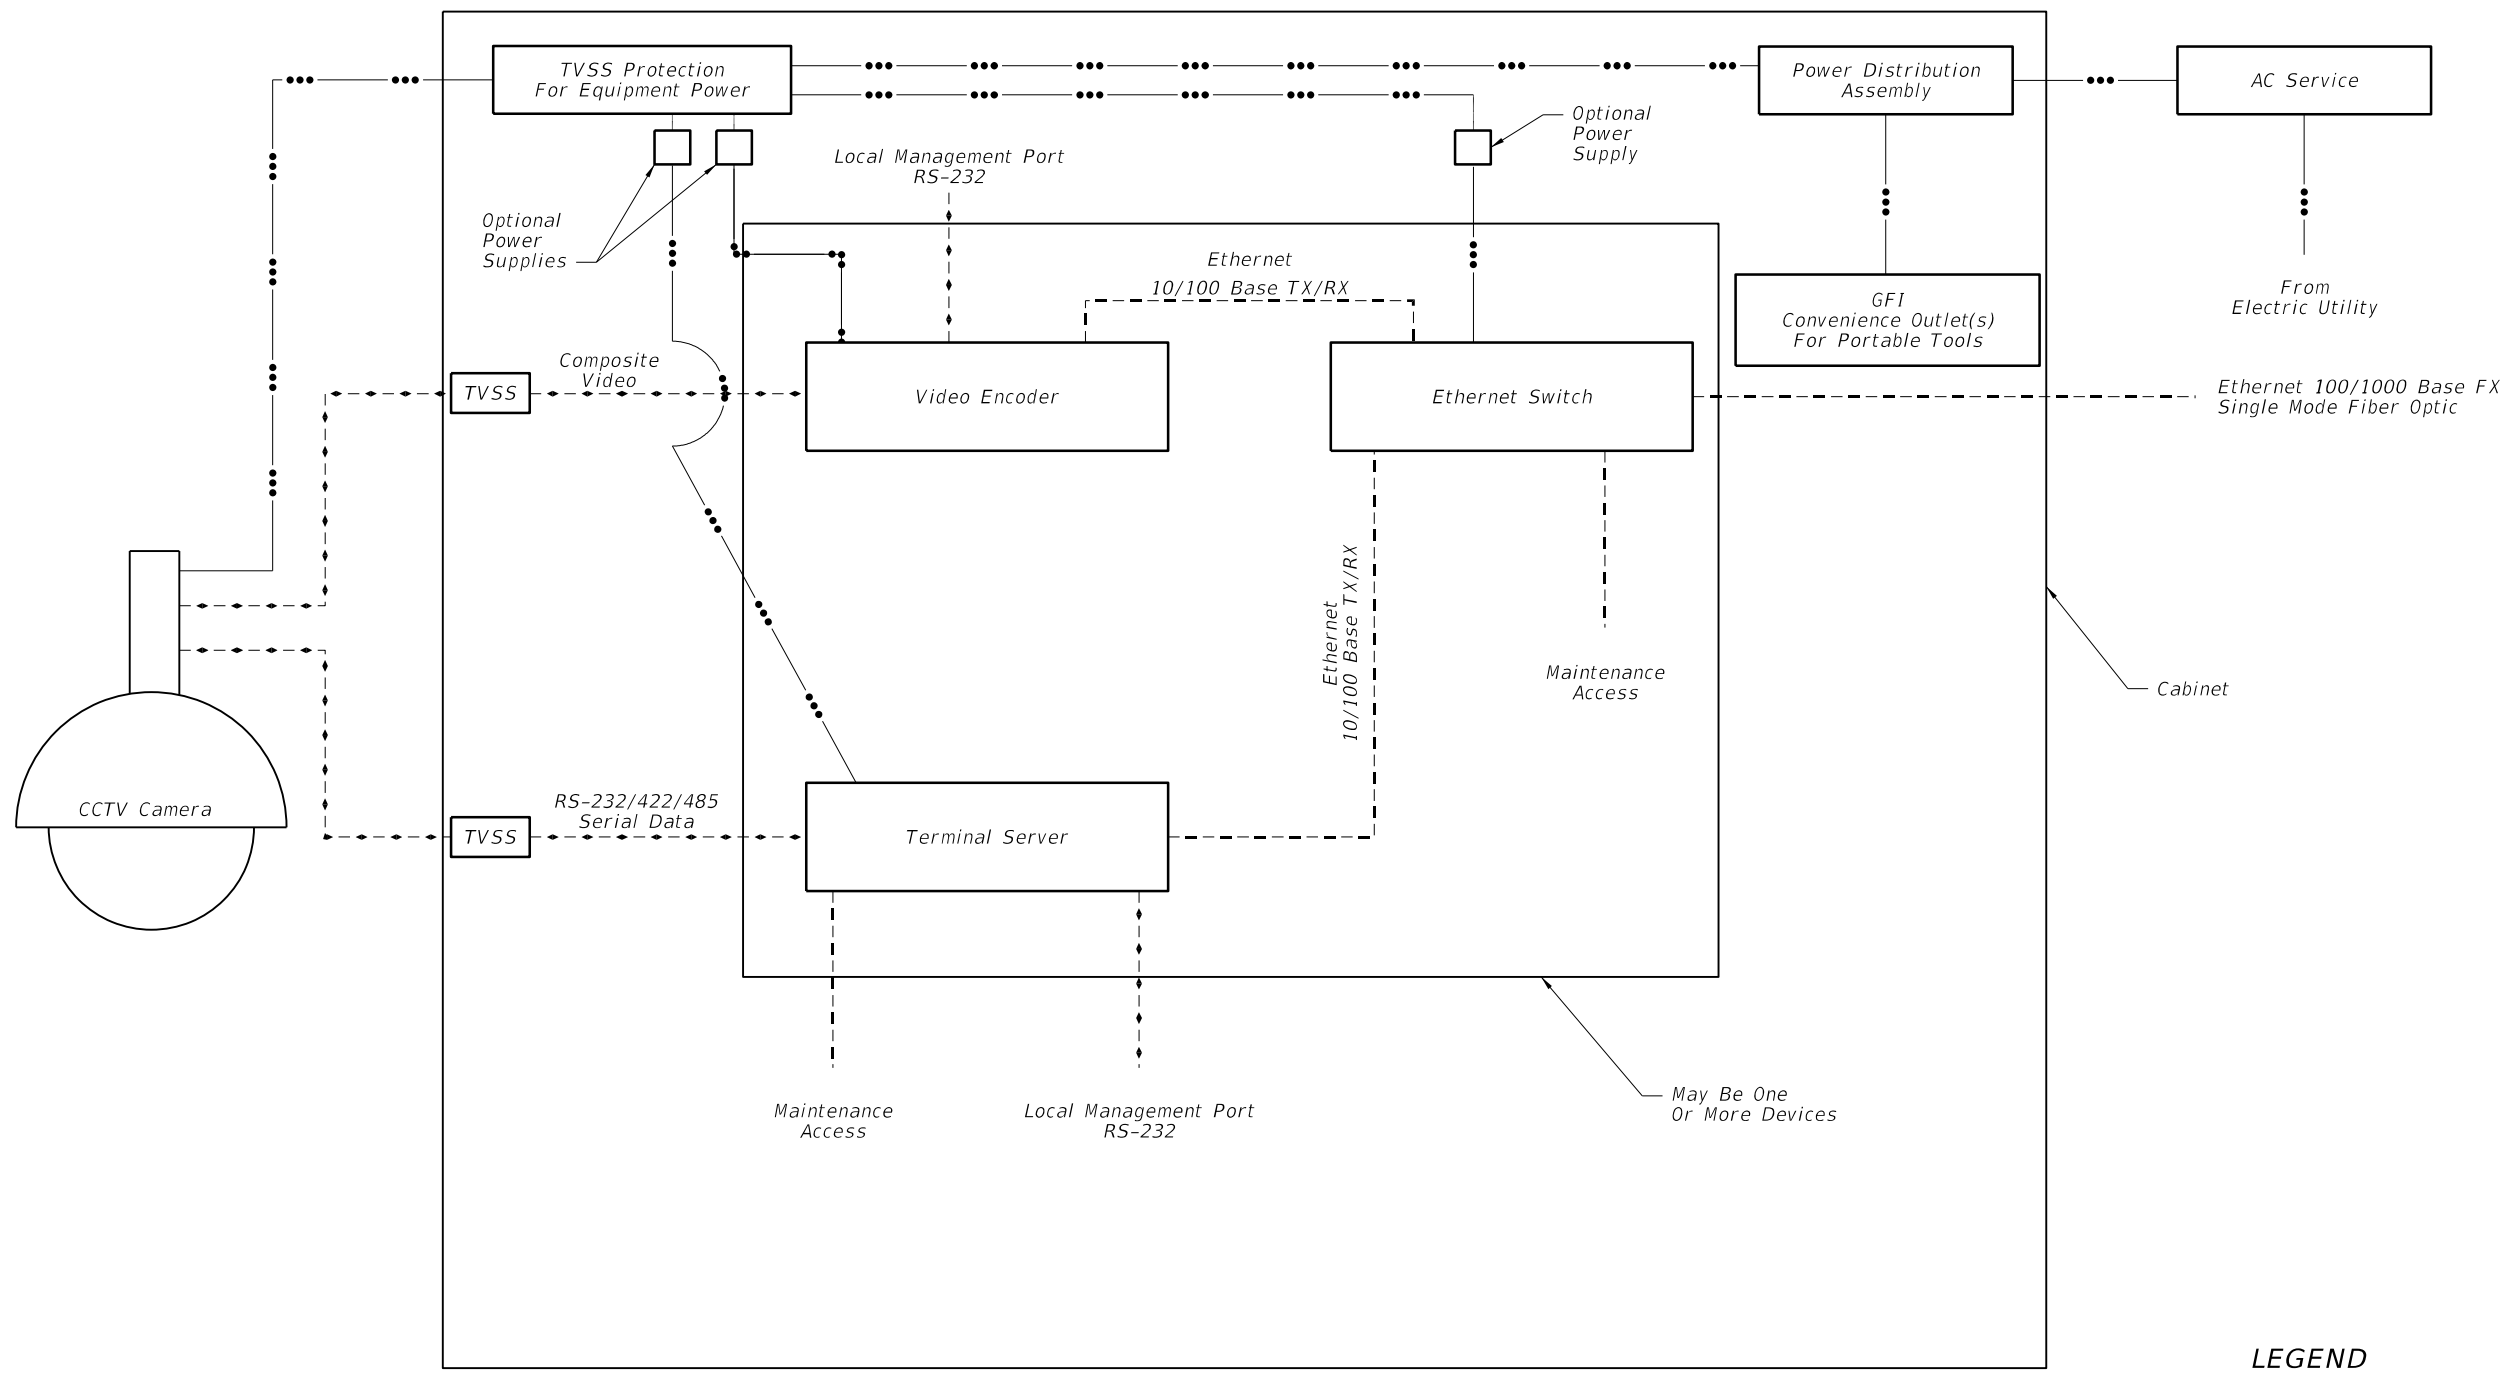 TVSS Protection
For Equipment Power
Power Distribution
Assembly
AC Service
Optional
Power
Supply
Local Management Port
RS-232
Optional
Power
Supplies
Ethernet
10/100 Base TX/RX
From
Electric Utility
GFI
Convenience Outlet(s)
For Portable Tools
Composite
Video
TVSS
Video Encoder
Ethernet Switch
Ethernet 100/1000 Base FX
Single Mode Fiber Optic
Ethernet
10/100 Base TX/RX
Maintenance
Access
Cabinet
CCTV Camera
RS-232/422/485
Serial Data
TVSS
Terminal Server
May Be One
Or More Devices
Maintenance
Access
Local Management Port
RS-232
LEGEND